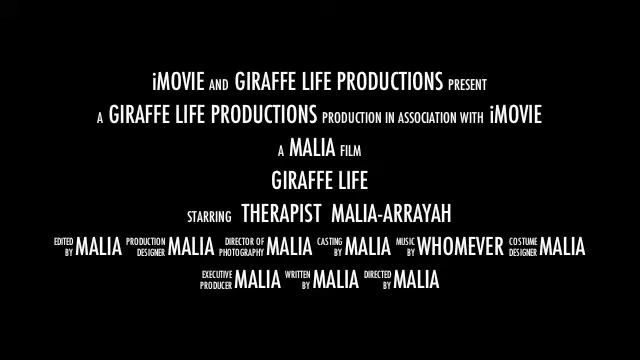 iMOVIE AND GIRAFFE LIFE PRODUCTIONS PRESENT
A GIRAFFE LIFE PRODUCTIONS PRODUCTION IN ASSOCIATION WITH iMOVIE
A MALIA FILM
GIRAFFE LIFE
STARRING THERAPIST MALIA-ARRAYAH
EDITED BY MALIA PRODUCTION DESIGNER MALIA DIRECTOR OF PHOTOGRAPHY MALIA CASTING BY MALIA MUSIC BY WHOMEVER COSTUME DESIGNER MALIA
EXECUTIVE PRODUCER MALIA WRITTEN BY MALIA DIRECTED BY MALIA